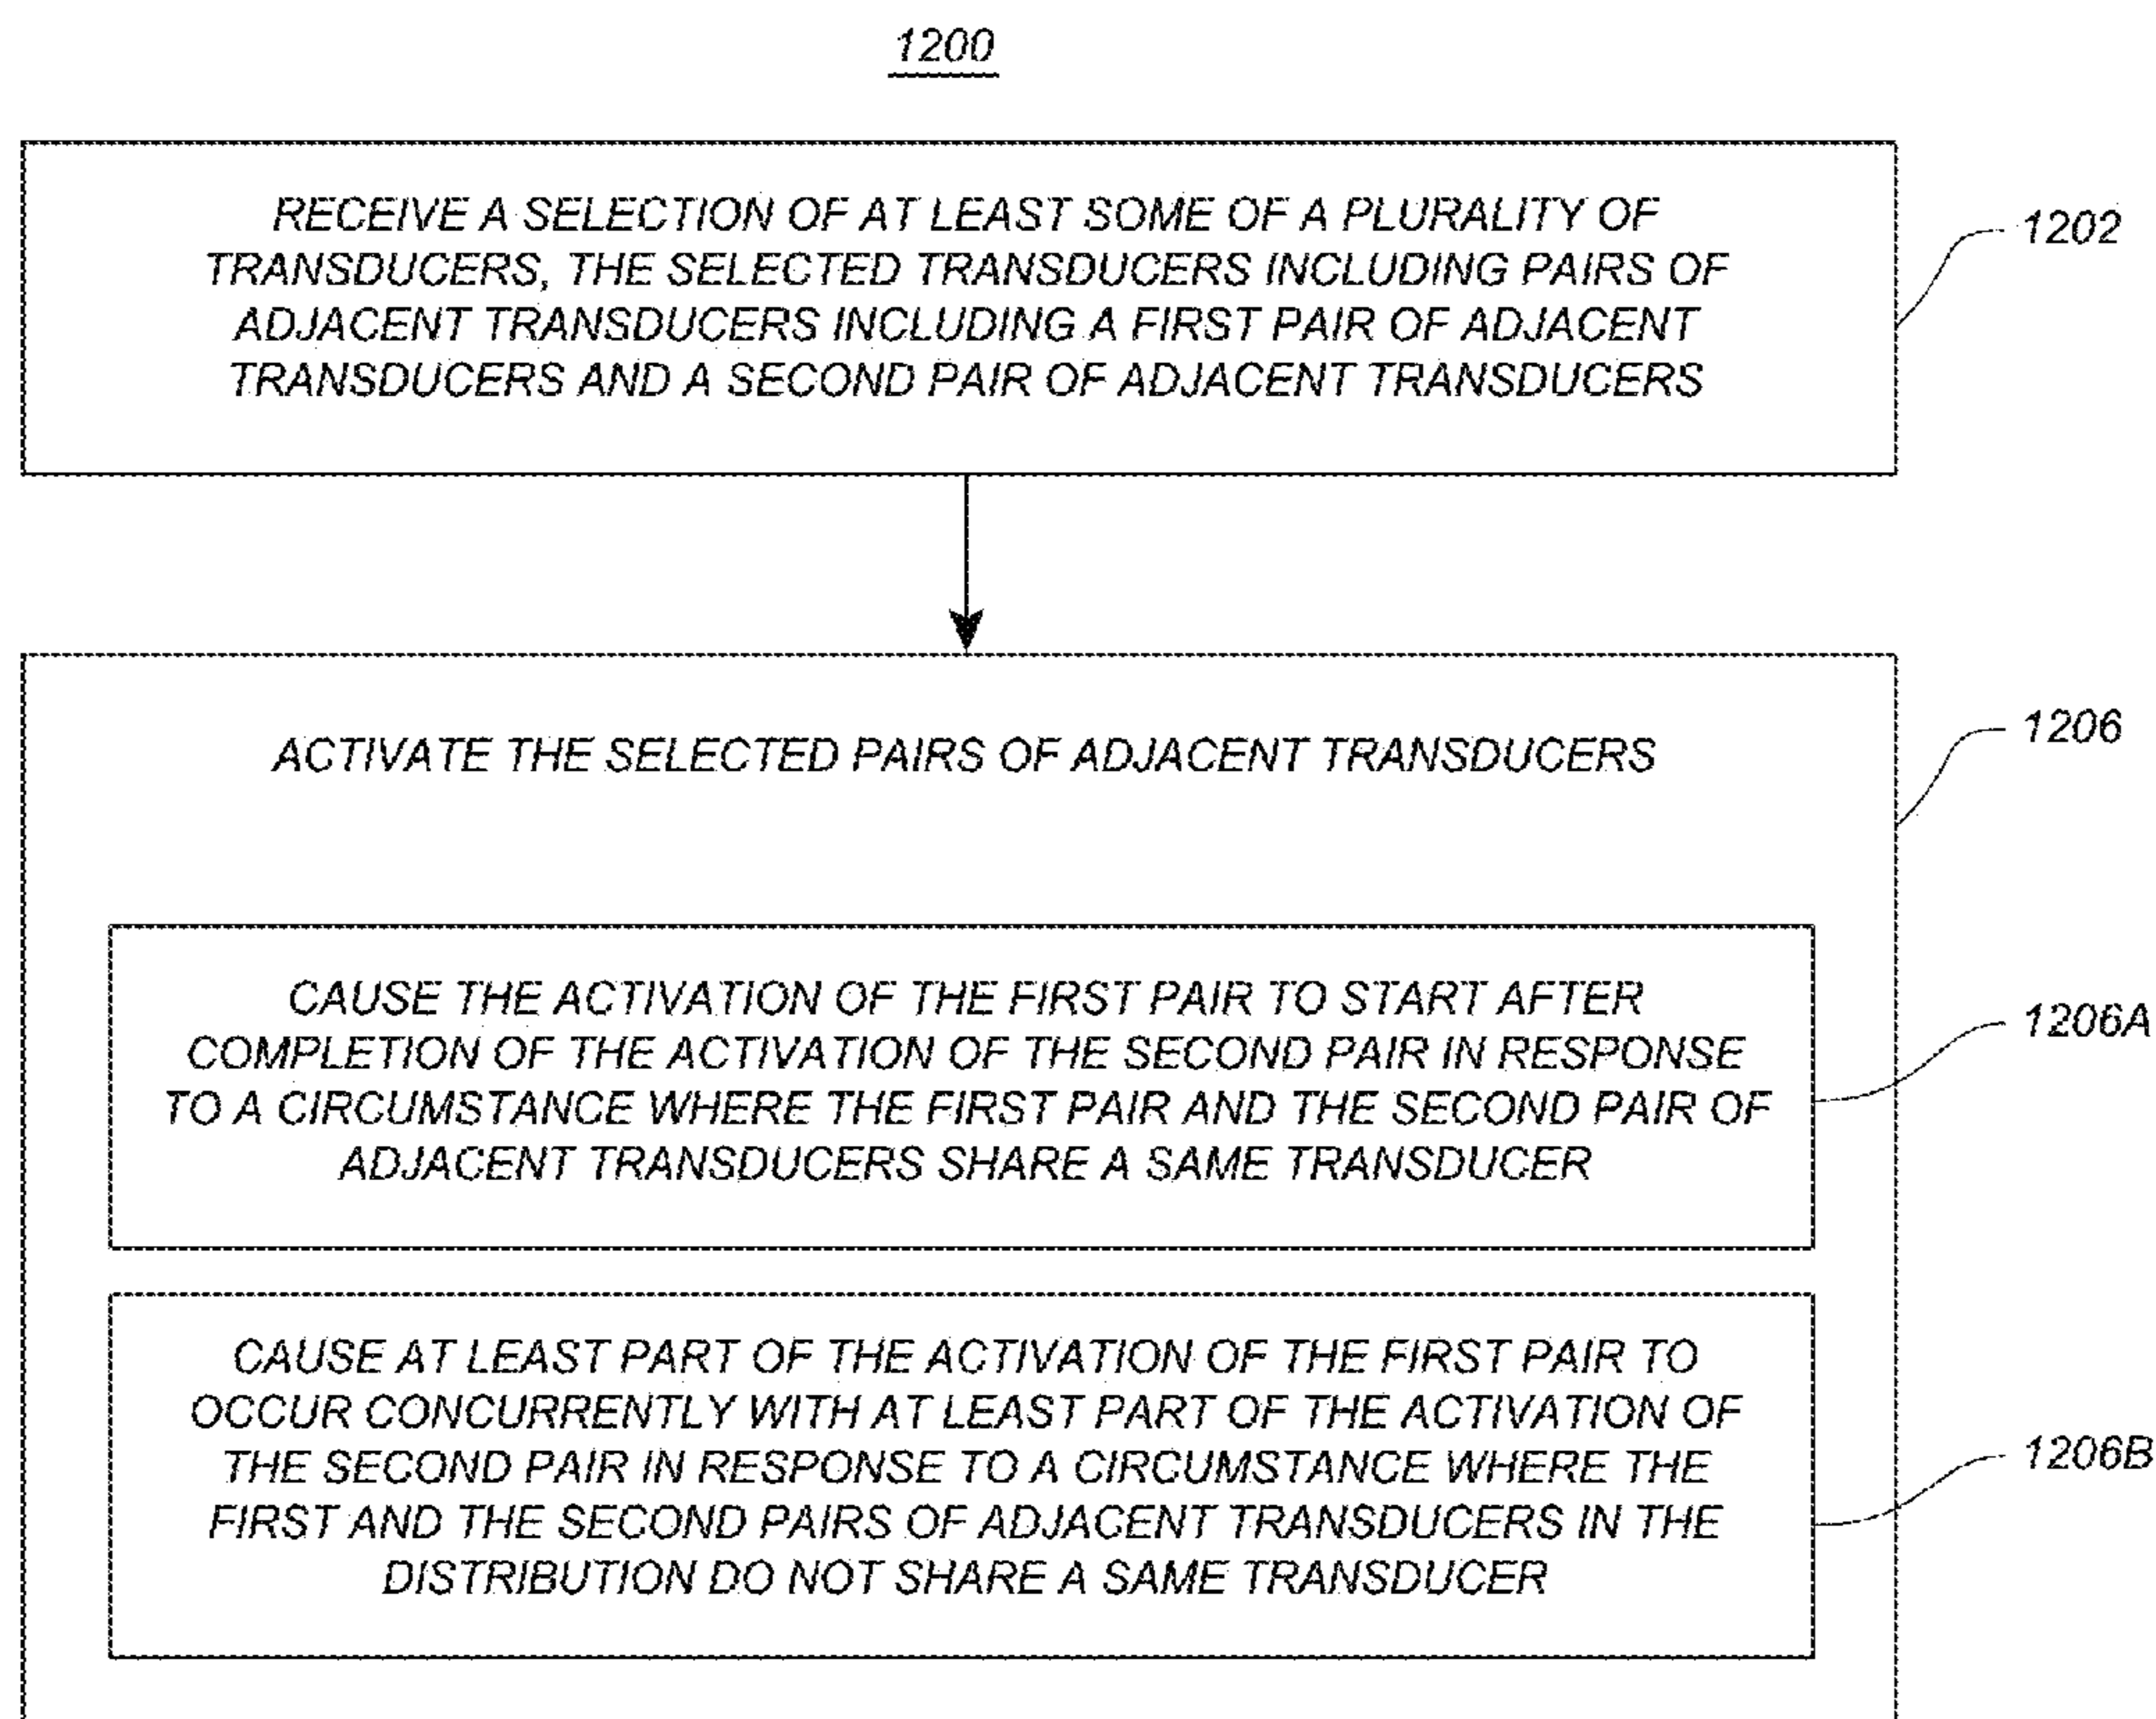 1200
RECEIVE A SELECTION OF AT LEAST SOME OF A PLURALITY OF
TRANSDUCERS, THE SELECTED TRANSDUCERS INCLUDING PAIRS OF
ADJACENT TRANSDUCERS INCLUDING A FIRST PAIR OF ADJACENT
TRANSDUCERS AND A SECOND PAIR OF ADJACENT TRANSDUCERS
1202
ACTIVATE THE SELECTED PAIRS OF ADJACENT TRANSDUCERS
1206
CAUSE THE ACTIVATION OF THE FIRST PAIR TO START AFTER
COMPLETION OF THE ACTIVATION OF THE SECOND PAIR IN RESPONSE
TO A CIRCUMSTANCE WHERE THE FIRST PAIR AND THE SECOND PAIR OF
ADJACENT TRANSDUCERS SHARE A SAME TRANSDUCER
1206A
CAUSE AT LEAST PART OF THE ACTIVATION OF THE FIRST PAIR TO
OCCUR CONCURRENTLY WITH AT LEAST PART OF THE ACTIVATION OF
THE SECOND PAIR IN RESPONSE TO A CIRCUMSTANCE WHERE THE
FIRST AND THE SECOND PAIRS OF ADJACENT TRANSDUCERS IN THE
DISTRIBUTION DO NOT SHARE A SAME TRANSDUCER
1206B